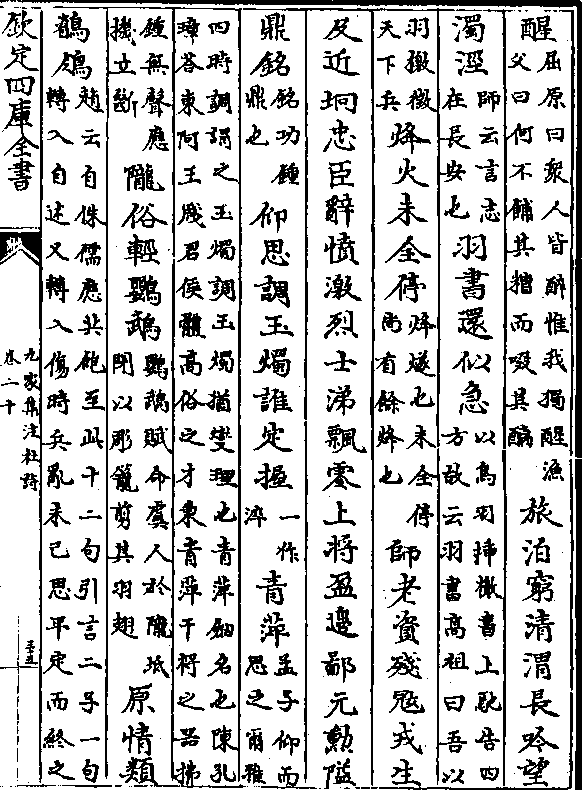 醒屈原曰衆人皆醉惟我獨醒漁父曰何不餔其糟而啜其醨旅泊窮清渭長吟望
濁涇師云言志在長安也羽書還似急以鳥羽揷檄書上馳告四方故云羽書高祖曰吾以
羽檄徴天下兵烽火未全停烽燧也未全停尚有餘烽也師老資殘冦戎生
及近坰忠臣辭憤激烈士涕飄零上將盈邊鄙元勲溢
鼎銘銘功鍾鼎也仰思調玉燭誰定握一作淬青萍孟子仰而思之爾雅
四時調謂之玉燭調玉燭猶燮理也青萍劒名也陳孔璋荅東阿王牋君侯體高俗之才秉青萍干將之器拂
鍾無聲應機立斷隴俗輕鸚鵡鸚鵡賦命虞人於隴坻閉以彫籠剪其羽翅原情類
鶺鴒趙云自侏儒應共飽至此十二句引言二子一句轉入自述又轉入傷時兵亂未已思平定而終之
欽定四庫全書
九家集注杜詩
卷二十